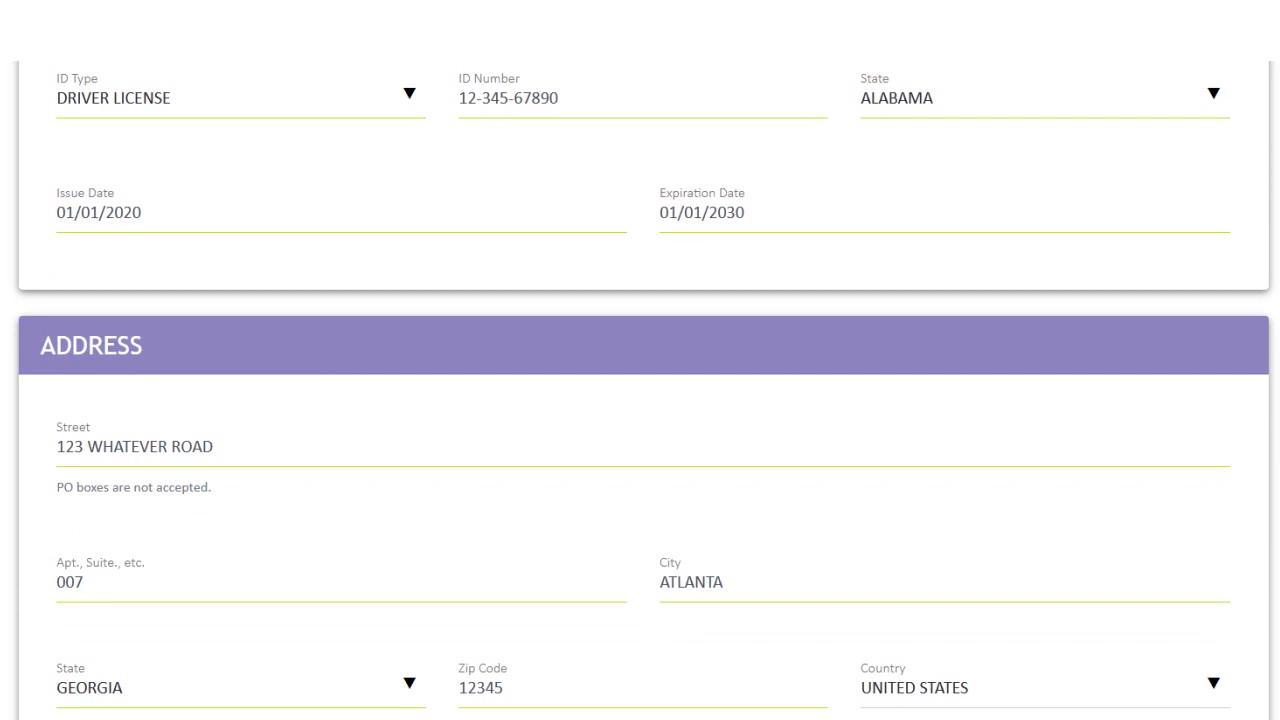 ID Type ID Number State
DRIVER LICENSE 12-345-67890 ALABAMA
Issue Date Expiration Date
01/01/2020 01/01/2030
ADDRESS
Street
123 WHATEVER ROAD
PO boxes are not accepted.
Apt., Suite., etc. City
007 ATLANTA
State Zip Code Country
GEORGIA 12345 UNITED STATES